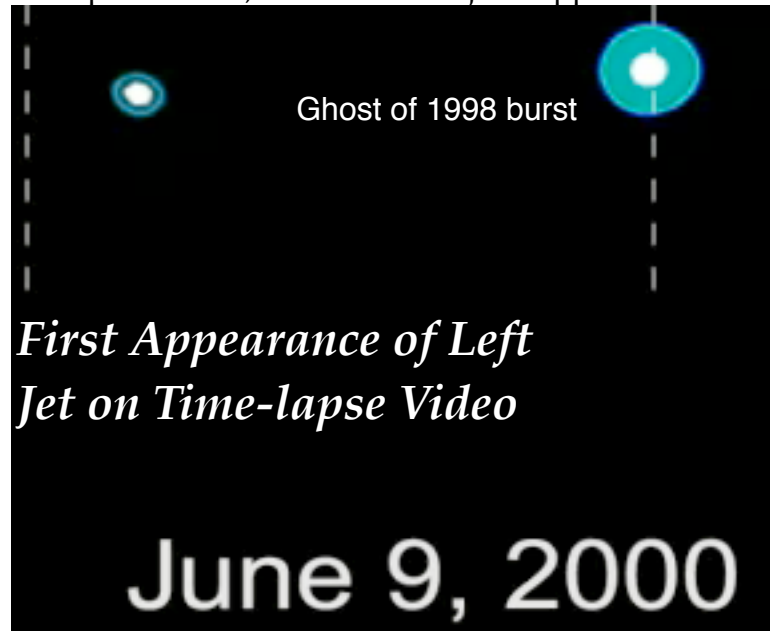 Ghost of 1998 burst
First Appearance of Left
Jet on Time-lapse Video
June 9, 2000